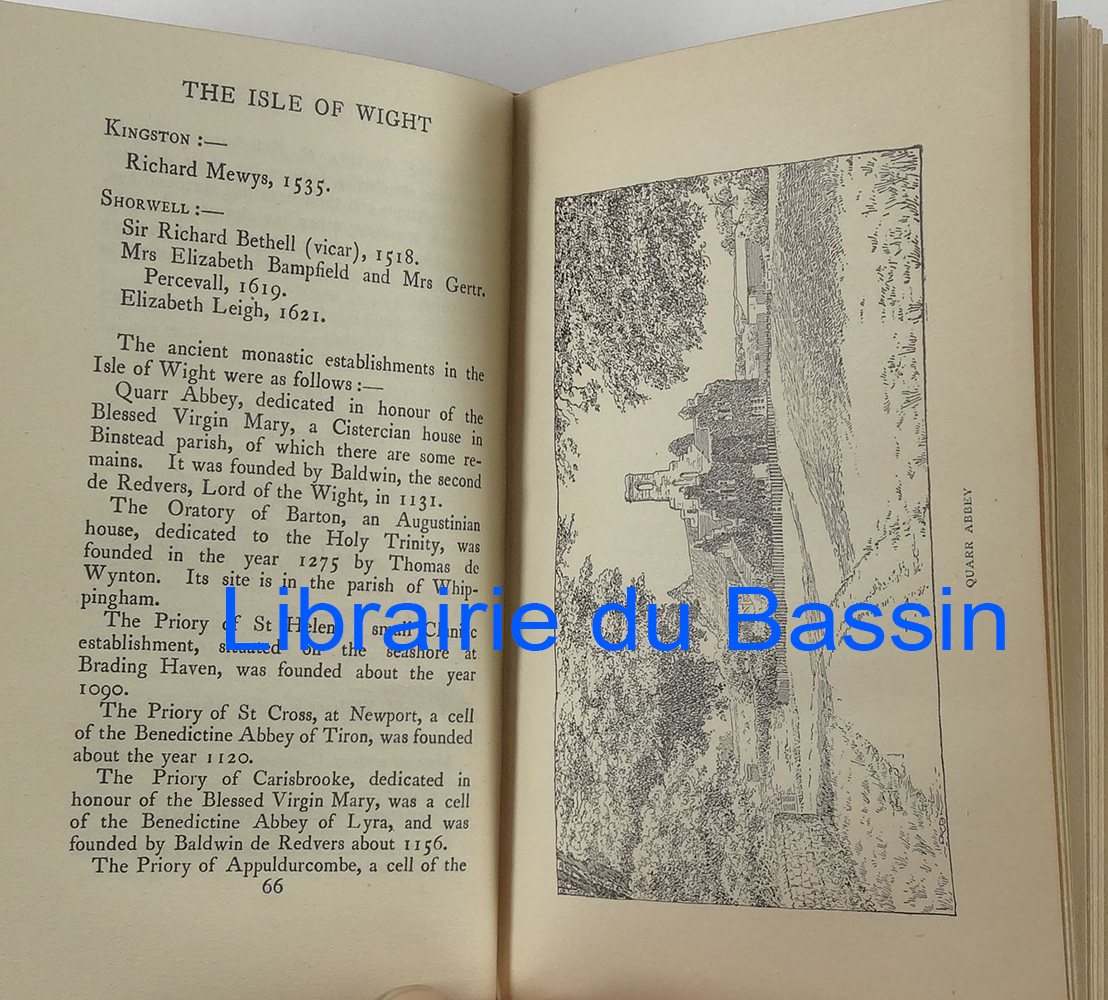 THE ISLE OF WIGHT
KINGSTON :—
Richard Mewys, 1535.
SHORWELL :—
Sir Richard Bethell (vicar), 1518.
Mrs Elizabeth Bampfield and Mrs Gertr.
Percevall, 1619.
Elizabeth Leigh, 1621.
The ancient monastic establishments in the
Isle of Wight were as follows :—
Quarr Abbey, dedicated in honour of the
Blessed Virgin Mary, a Cistercian house in
Binstead parish, of which there are some re-
mains. It was founded by Baldwin, the second
de Redvers, Lord of the Wight, in 1131.
The Oratory of Barton, an Augustinian
house, dedicated to the Holy Trinity, was
founded in the year 1275 by Thomas de
Wynton. Its site is in the parish of Whip-
pingham.
The Priory of St Helen, a small Cluniac
establishment, situated on the seashore at
Brading Haven, was founded about the year
1090.
The Priory of St Cross, at Newport, a cell
of the Benedictine Abbey of Tiron, was founded
about the year 1120.
The Priory of Carisbrooke, dedicated in
honour of the Blessed Virgin Mary, was a cell
of the Benedictine Abbey of Lyra, and was
founded by Baldwin de Redvers about 1156.
The Priory of Appuldurcombe, a cell of the
66
QUARR ABBEY
Librairie du Bassin